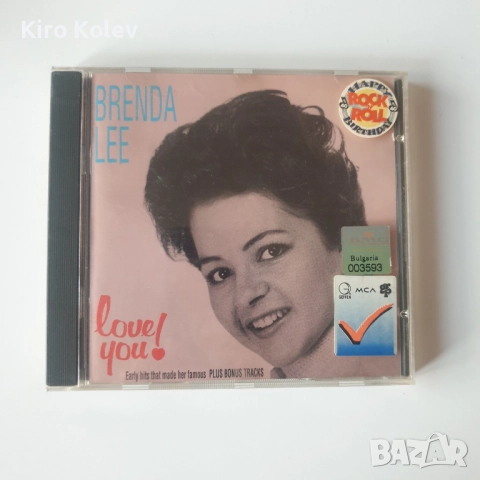 Kiro Kolev
BRENDA
LEE
HAPPY
ROCK
ROLL
BIRTHDAY
Bulgaria
003593
GEFFEN
MCA
love
you!
Early hits that made her famous PLUS BONUS TRACKS
BAZAR